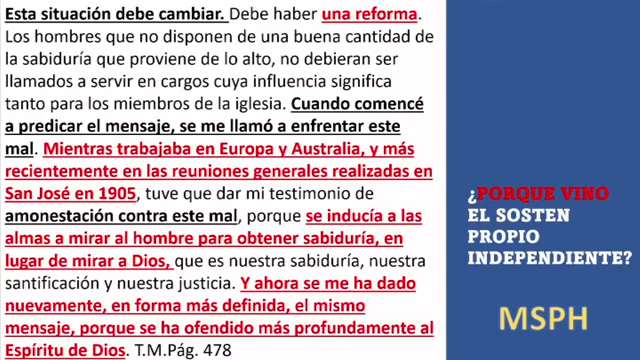 Esta situación debe cambiar. Debe haber una reforma.
Los hombres que no disponen de una buena cantidad de
la sabiduría que proviene de lo alto, no debieran ser
llamados a servir en cargos cuya influencia significa
tanto para los miembros de la iglesia. Cuando comencé
a predicar el mensaje, se me llamó a enfrentar este
mal. Mientras trabajaba en Europa y Australia, y más
recientemente en las reuniones generales realizadas en
San José en 1905, tuve que dar mi testimonio de
amonestación contra este mal, porque se inducía a las
almas a mirar al hombre para obtener sabiduría, en
lugar de mirar a Dios, que es nuestra sabiduría, nuestra
santificación y nuestra justicia. Y ahora se me ha dado
nuevamente, en forma más definida, el mismo
mensaje, porque se ha ofendido más profundamente al
Espíritu de Dios. T.M.Pág. 478
¿PORQUE VINO
EL SOSTEN
PROPIO
INDEPENDIENTE?
MSPH